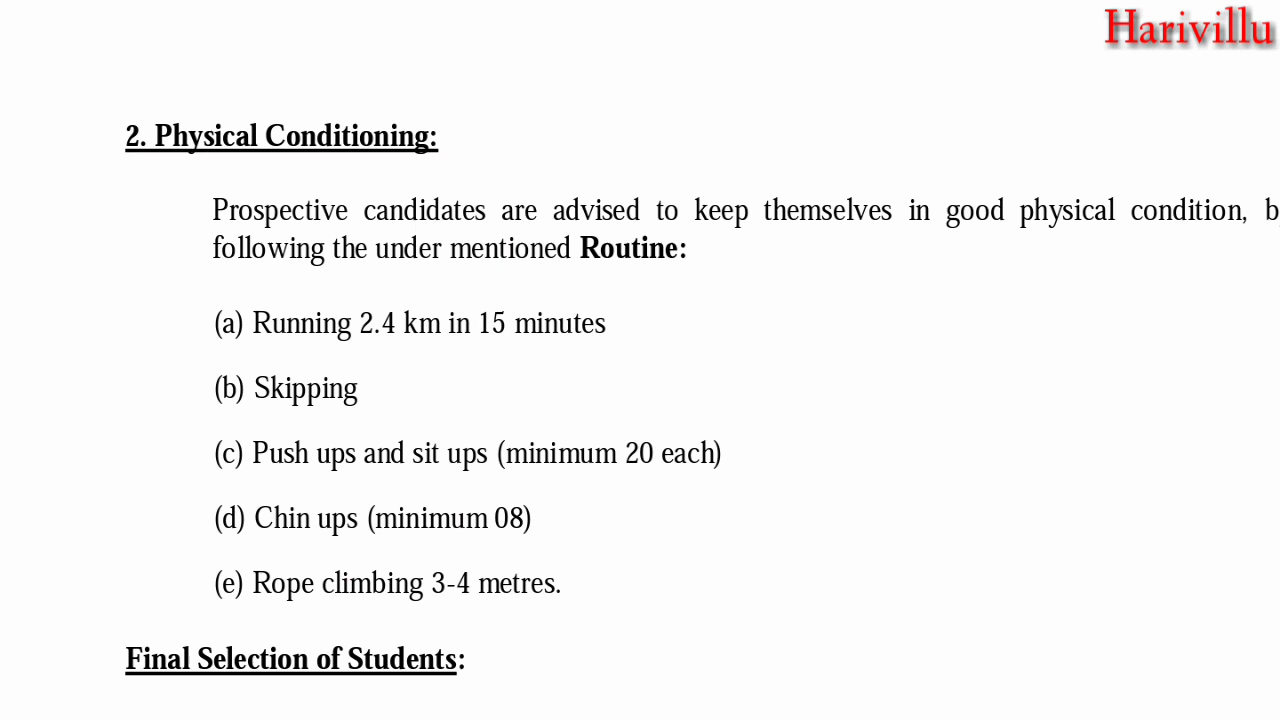 Harivillu
2. Physical Conditioning:
Prospective candidates are advised to keep themselves in good physical condition,
following the under mentioned Routine:
(a) Running 2.4 km in 15 minutes
(b) Skipping
(c) Push ups and sit ups (minimum 20 each)
(d) Chin ups (minimum 08)
(e) Rope climbing 3-4 metres.
Final Selection of Students: